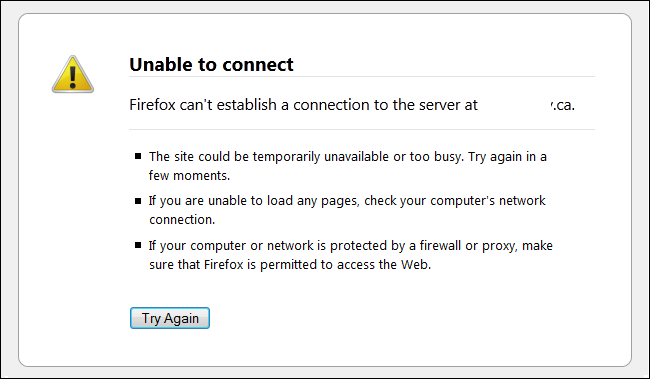 Unable to connect
Firefox can't establish a connection to the server at .ca.
The site could be temporarily unavailable or too busy. Try again in a
few moments.
If you are unable to load any pages, check your computer's network
connection.
If your computer or network is protected by a firewall or proxy, make
sure that Firefox is permitted to access the Web.
Try Again